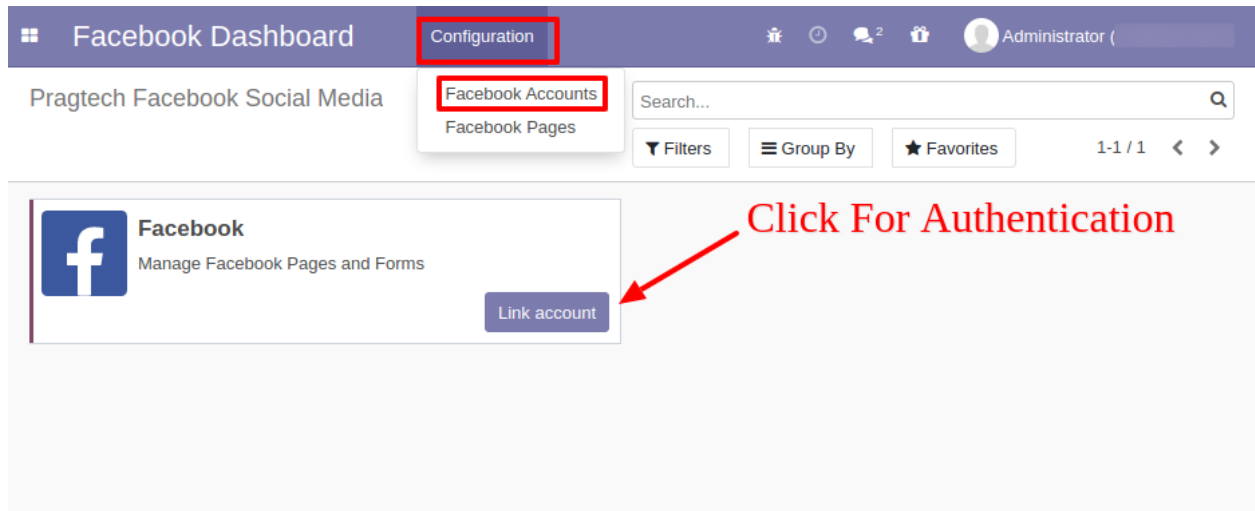 Facebook Dashboard Configuration 2 Administrator (
Pragtech Facebook Social Media
Facebook Accounts
Facebook Pages
Search...
Filters Group By Favorites 1-1 / 1
Click For Authentication
Facebook
Manage Facebook Pages and Forms
Link account